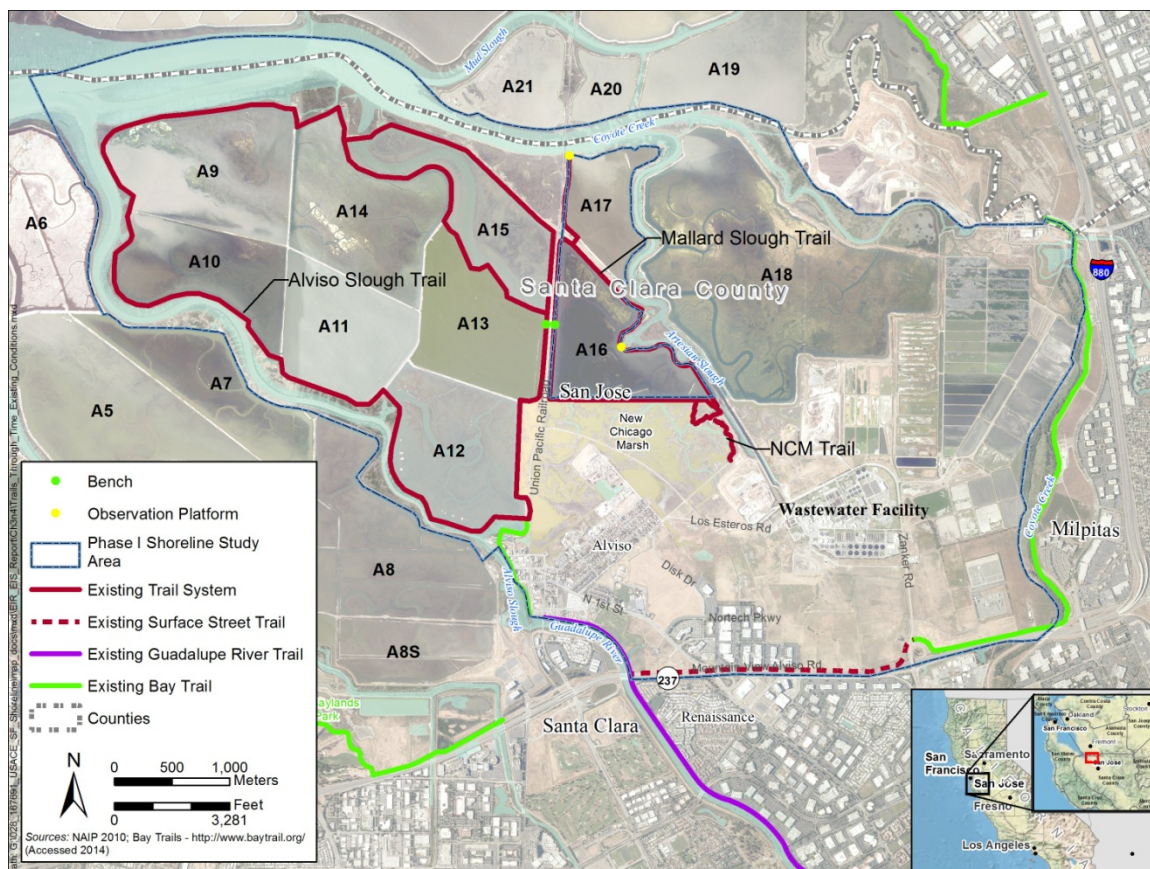 Mud Slough
A21
A20
A19
Coyote Creek
A9
A6
A14
A17
A15
Mallard Slough Trail
A10
Alviso Slough Trail
A18
880
Santa Clara County
A11
A13
A7
A16
Artesian Slough
A5
San Jose
Union Pacific Railroad
New
Chicago
Marsh
NCM Trail
A12
Wastewater Facility
Los Esteros Rd
Zanker Rd
Coyote Creek
Milpitas
Alviso
Disk Dr
N 1st St
Nortech Pkwy
A8
Alviso Slough
Guadalupe River
A8S
Mountain View Alviso Rd
237
Santa Clara
Renaissance
Park
Bench
Observation Platform
Phase I Shoreline Study
Area
Existing Trail System
Existing Surface Street Trail
Existing Guadalupe River Trail
Existing Bay Trail
Counties
N
0 500 1,000
Meters
Feet
0 3,281
Sources: NAIP 2010; Bay Trails - http://www.baytrail.org/
(Accessed 2014)
San
Francisco
Sacramento
San Jose
Fresno
Los Angeles
Oakland
San Francisco
Stockton
Fremont
San Jose